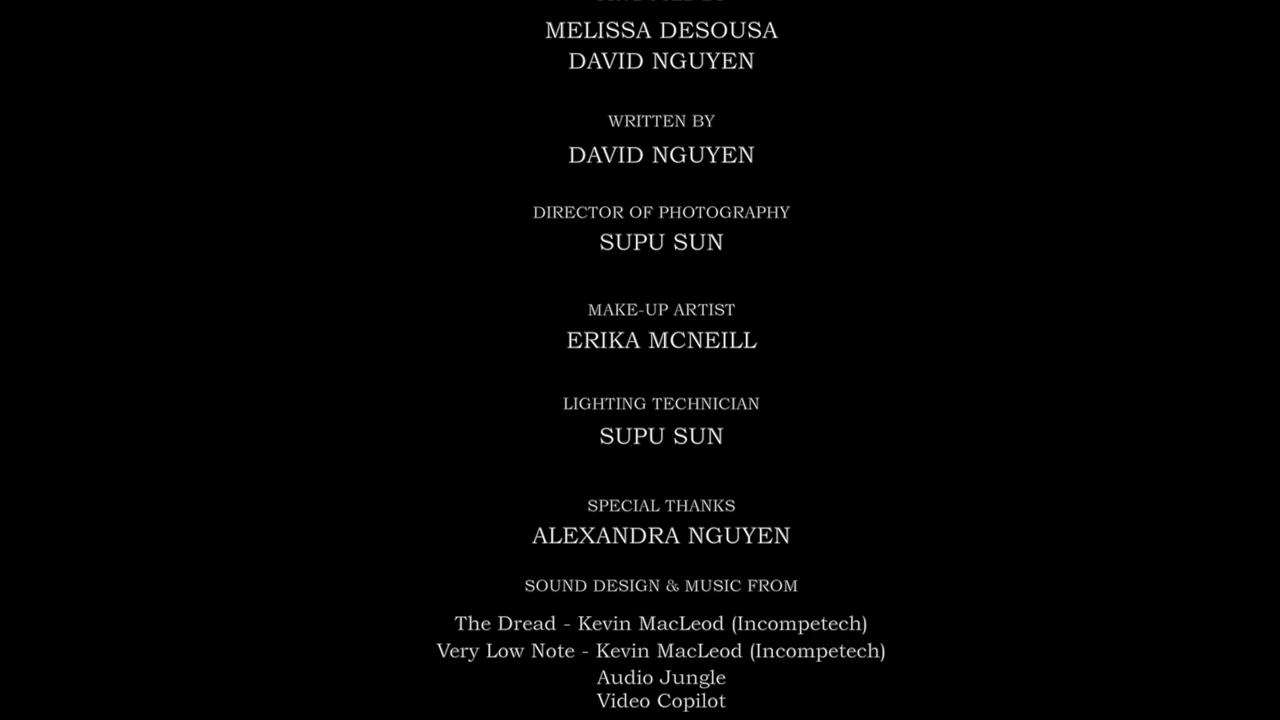 MELISSA DESOUSA
DAVID NGUYEN
WRITTEN BY
DAVID NGUYEN
DIRECTOR OF PHOTOGRAPHY
SUPU SUN
MAKE-UP ARTIST
ERIKA MCNEILL
LIGHTING TECHNICIAN
SUPU SUN
SPECIAL THANKS
ALEXANDRA NGUYEN
SOUND DESIGN & MUSIC FROM
The Dread - Kevin MacLeod (Incompetech)
Very Low Note - Kevin MacLeod (Incompetech)
Audio Jungle
Video Copilot